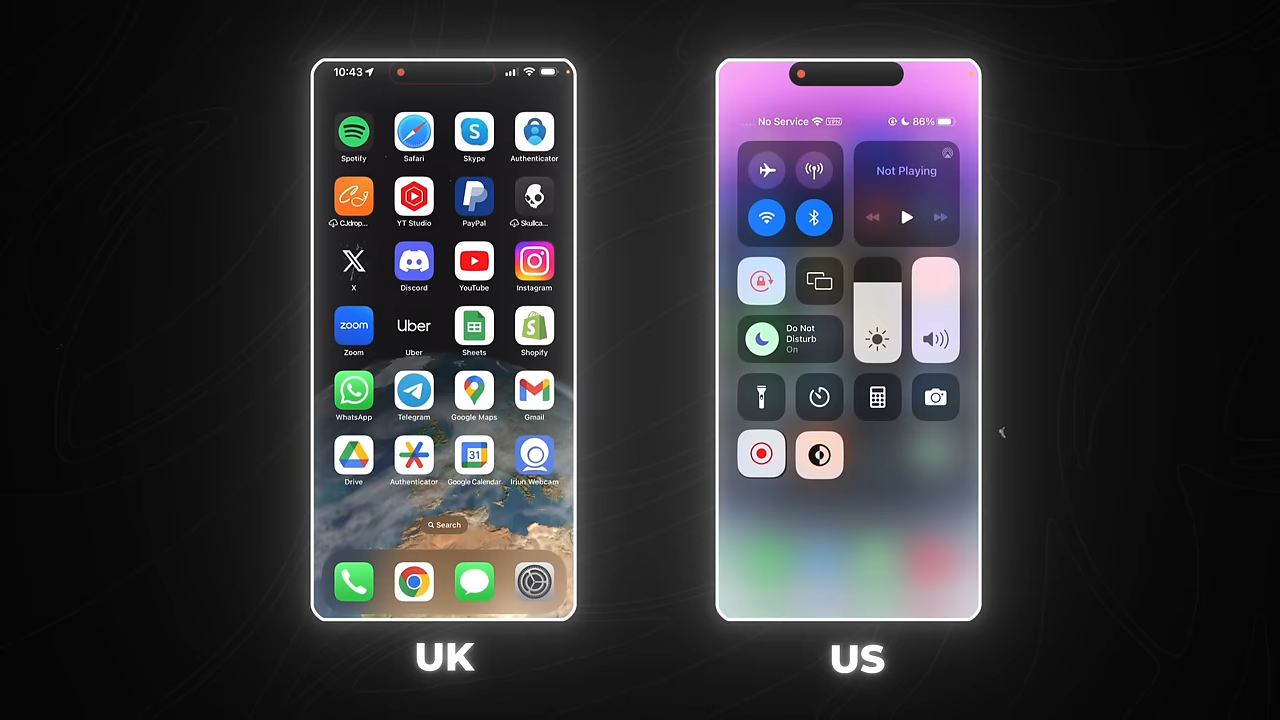 10:43
Spotify
Safari
Skype
Authenticator
CJdrop...
YT Studio
PayPal
Skullca...
X
Discord
YouTube
Instagram
zoom
Uber
Zoom
Uber
Sheets
Shopify
WhatsApp
Telegram
Google Maps
Gmail
31
Drive
Authenticator
Google Calendar
Iriun Webcam
Search
UK
No Service
VPN
86%
Not Playing
Do Not
Disturb
On
US